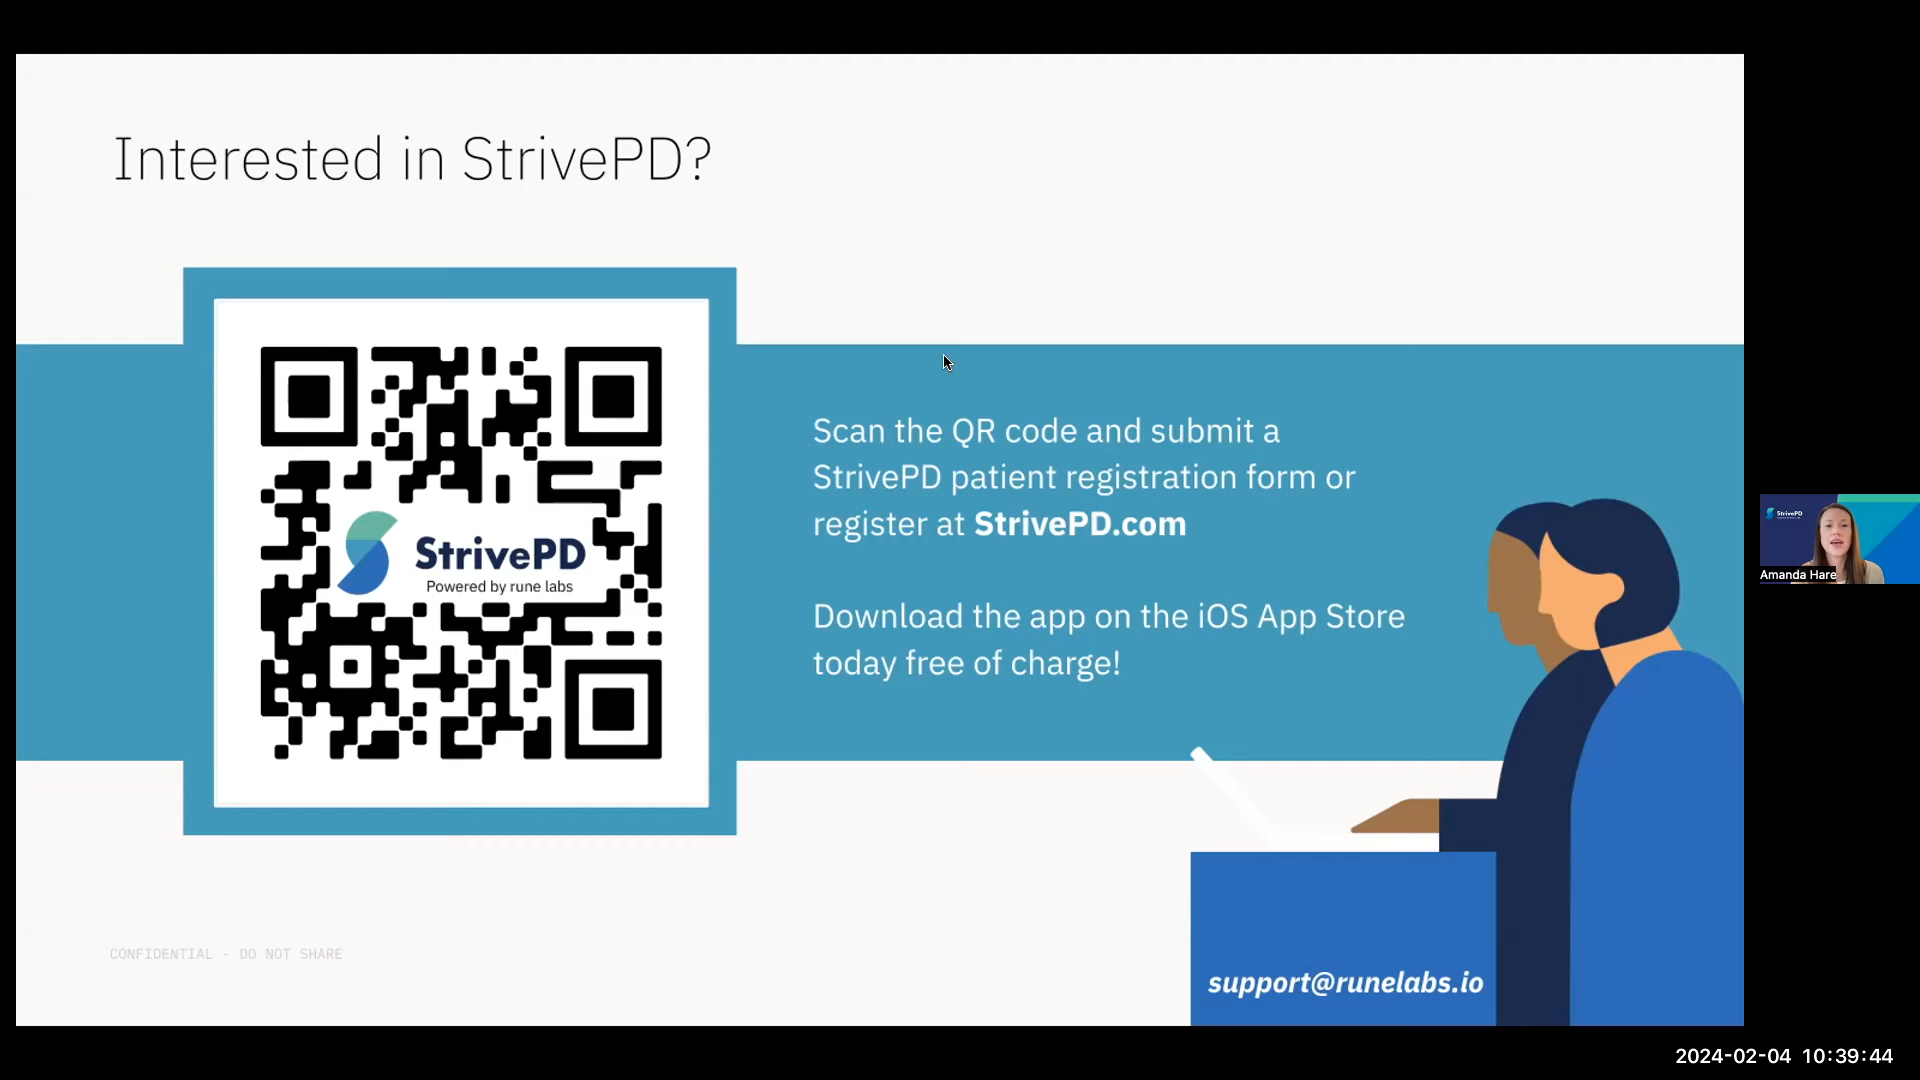 Interested in StrivePD?
StrivePD
Powered by rune labs
Scan the QR code and submit a
StrivePD patient registration form or
register at StrivePD.com
Download the app on the iOS App Store
today free of charge!
StrivePD
Amanda Hare
CONFIDENTIAL - DO NOT SHARE
support@runelabs.io
2024-02-04 10:39:44